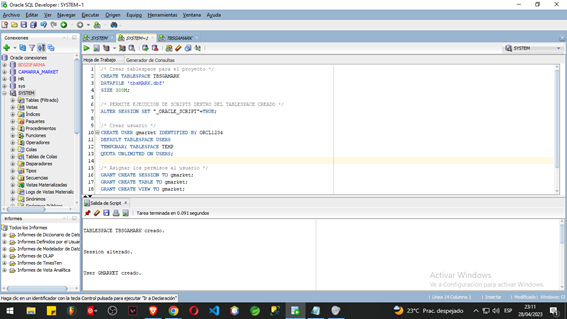 Oracle SQL Developer : SYSTEM~1
Archivo Editar Ver Navegar Ejecutar Origen Equipo Herramientas Ventana Ayuda
Conexiones
SYSTEM
SYSTEM~1
TBSGAMARK
Hoja de Trabajo
Generador de Consultas
SYSTEM
Oracle conexiones
BDSISFARMA
CAMARRA_MARKET
HR
sys
SYSTEM
Tablas (Filtrado)
Vistas
Índices
Paquetes
Procedimientos
Funciones
Operadores
Colas
Tablas de Colas
Disparadores
Tipos
Secuencias
Vistas Materializadas
Logs de Vistas Materializ
Sinónimos
1 /* Crear tablespace para el proyecto */
2 CREATE TABLESPACE TBSGAMARK
3 DATAFILE 'tbsMARK.dbf'
4 SIZE 300M;
5
6 /* PERMITE EJECUCION DE SCRIPTS DENTRO DEL TABLESPACE CREADO */
7 ALTER SESSION SET "_ORACLE_SCRIPT"=TRUE;
8
9 /* Crear usuario */
10 CREATE USER gmarket IDENTIFIED BY ORCL1234
11 DEFAULT TABLESPACE USERS
12 TEMPORARY TABLESPACE TEMP
13 QUOTA UNLIMITED ON USERS;
14
15 /* Asignar los permisos al usuario */
16 GRANT CREATE SESSION TO gmarket;
17 GRANT CREATE TABLE TO gmarket;
18 GRANT CREATE VIEW TO gmarket;
Informes
Todos los Informes
Informes de Diccionario de Dato
Informes Definidos por el Usuar
Informes de Modelador de Dato
Informes de OLAP
Informes de TimesTen
Informes de Vista Analítica
Salida de Script
Tarea terminada en 0.091 segundos
TABLESPACE TBSGAMARK creado.
Session alterado.
User GMARKET creado.
Activar Windows
Ve a Configuración para activar Windows.
Haga clic en un identificador con la tecla Control pulsada para ejecutar "Ir a Declaración"
Línea 14 Columna 1
Insertar
Modificado
Windows: C
23°C Prac. despejado
ESP
23:11
28/04/2023